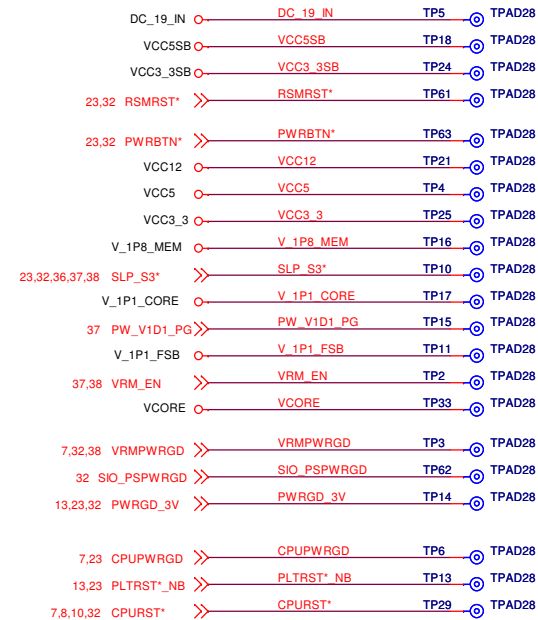 DC_19_IN DC_19_IN TP5 TPAD28
VCC5SB VCC5SB TP18 TPAD28
VCC3_3SB VCC3_3SB TP24 TPAD28
23,32 RSMRST* RSMRST* TP61 TPAD28
23,32 PWRBTN* PWRBTN* TP63 TPAD28
VCC12 VCC12 TP21 TPAD28
VCC5 VCC5 TP4 TPAD28
VCC3_3 VCC3_3 TP25 TPAD28
V_1P8_MEM V_1P8_MEM TP16 TPAD28
23,32,36,37,38 SLP_S3* SLP_S3* TP10 TPAD28
V_1P1_CORE V_1P1_CORE TP17 TPAD28
37 PW_V1D1_PG PW_V1D1_PG TP15 TPAD28
V_1P1_FSB V_1P1_FSB TP11 TPAD28
37,38 VRM_EN VRM_EN TP2 TPAD28
VCORE VCORE TP33 TPAD28
7,32,38 VRMPWRGD VRMPWRGD TP3 TPAD28
32 SIO_PSPWRGD SIO_PSPWRGD TP62 TPAD28
13,23,32 PWRGD_3V PWRGD_3V TP14 TPAD28
7,23 CPUPWRGD CPUPWRGD TP6 TPAD28
13,23 PLTRST*_NB PLTRST*_NB TP13 TPAD28
7,8,10,32 CPURST* CPURST* TP29 TPAD28